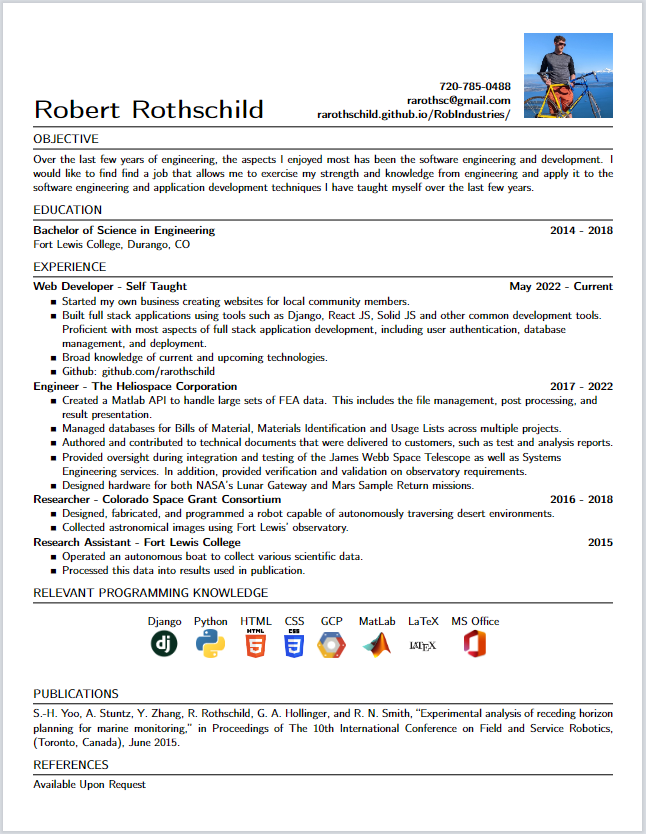 720-785-0488
rarothsc@gmail.com
Robert Rothschild
rarothschild.github.io/RobIndustries/
OBJECTIVE
Over the last few years of engineering, the aspects I enjoyed most has been the software engineering and development. I
would like to find find a job that allows me to exercise my strength and knowledge from engineering and apply it to the
software engineering and application development techniques I have taught myself over the last few years.
EDUCATION
Bachelor of Science in Engineering 2014 - 2018
Fort Lewis College, Durango, CO
EXPERIENCE
Web Developer - Self Taught May 2022 - Current
Started my own business creating websites for local community members.
Built full stack applications using tools such as Django, React JS, Solid JS and other common development tools.
Proficient with most aspects of full stack application development, including user authentication, database
management, and deployment.
Broad knowledge of current and upcoming technologies.
Github: github.com/rarothschild
Engineer - The Heliospace Corporation 2017 - 2022
Created a Matlab API to handle large sets of FEA data. This includes the file management, post processing, and
result presentation.
Managed databases for Bills of Material, Materials Identification and Usage Lists across multiple projects.
Authored and contributed to technical documents that were delivered to customers, such as test and analysis reports.
Provided oversight during integration and testing of the James Webb Space Telescope as well as Systems
Engineering services. In addition, provided verification and validation on observatory requirements.
Designed hardware for both NASA's Lunar Gateway and Mars Sample Return missions.
Researcher - Colorado Space Grant Consortium 2016 - 2018
Designed, fabricated, and programmed a robot capable of autonomously traversing desert environments.
Collected astronomical images using Fort Lewis' observatory.
Research Assistant - Fort Lewis College 2015
Operated an autonomous boat to collect various scientific data.
Processed this data into results used in publication.
RELEVANT PROGRAMMING KNOWLEDGE
Django Python HTML CSS GCP MatLab LaTeX MS Office
dj HTML 5 CSS 3 LATEX
PUBLICATIONS
S.-H. Yoo, A. Stuntz, Y. Zhang, R. Rothschild, G. A. Hollinger, and R. N. Smith, "Experimental analysis of receding horizon
planning for marine monitoring," in Proceedings of The 10th International Conference on Field and Service Robotics,
(Toronto, Canada), June 2015.
REFERENCES
Available Upon Request